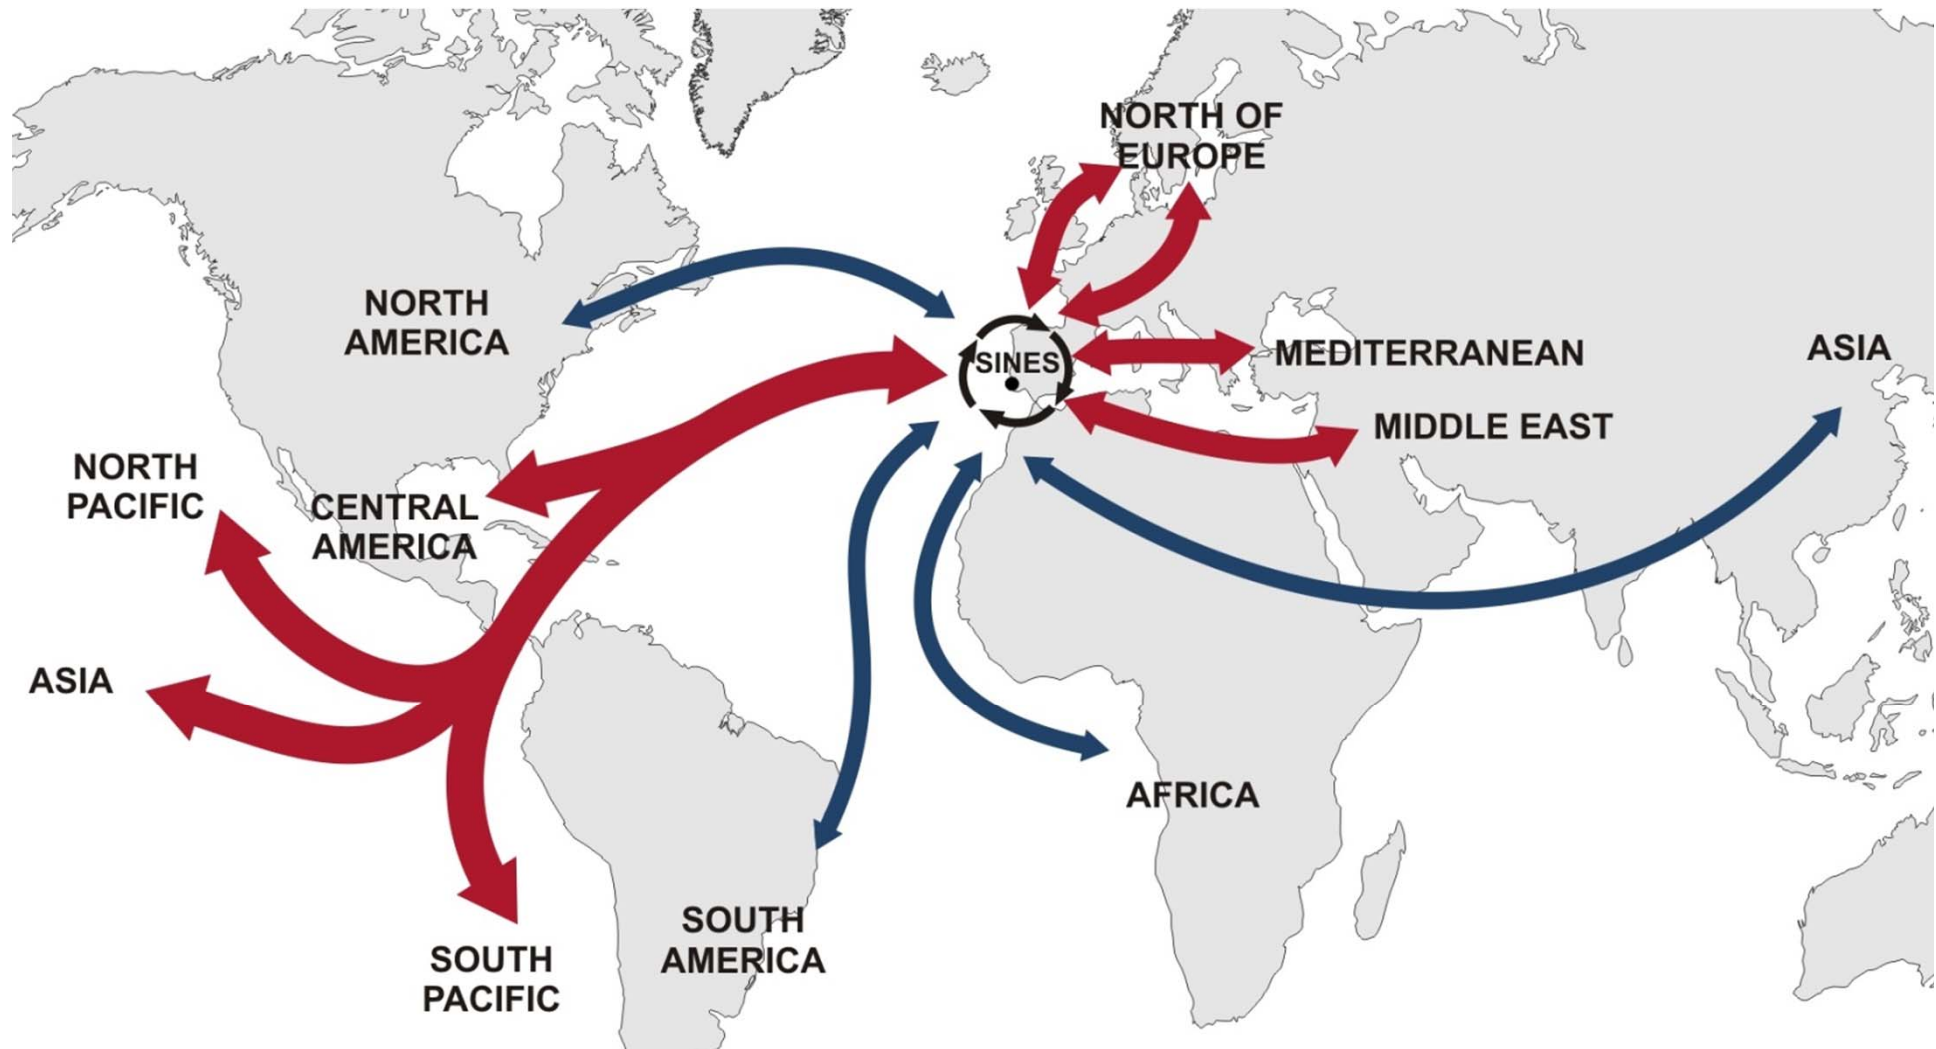 NORTH OF
EUROPE
NORTH
AMERICA
SINES
MEDITERRANEAN
ASIA
MIDDLE EAST
NORTH
PACIFIC
CENTRAL
AMERICA
ASIA
AFRICA
SOUTH
AMERICA
SOUTH
PACIFIC